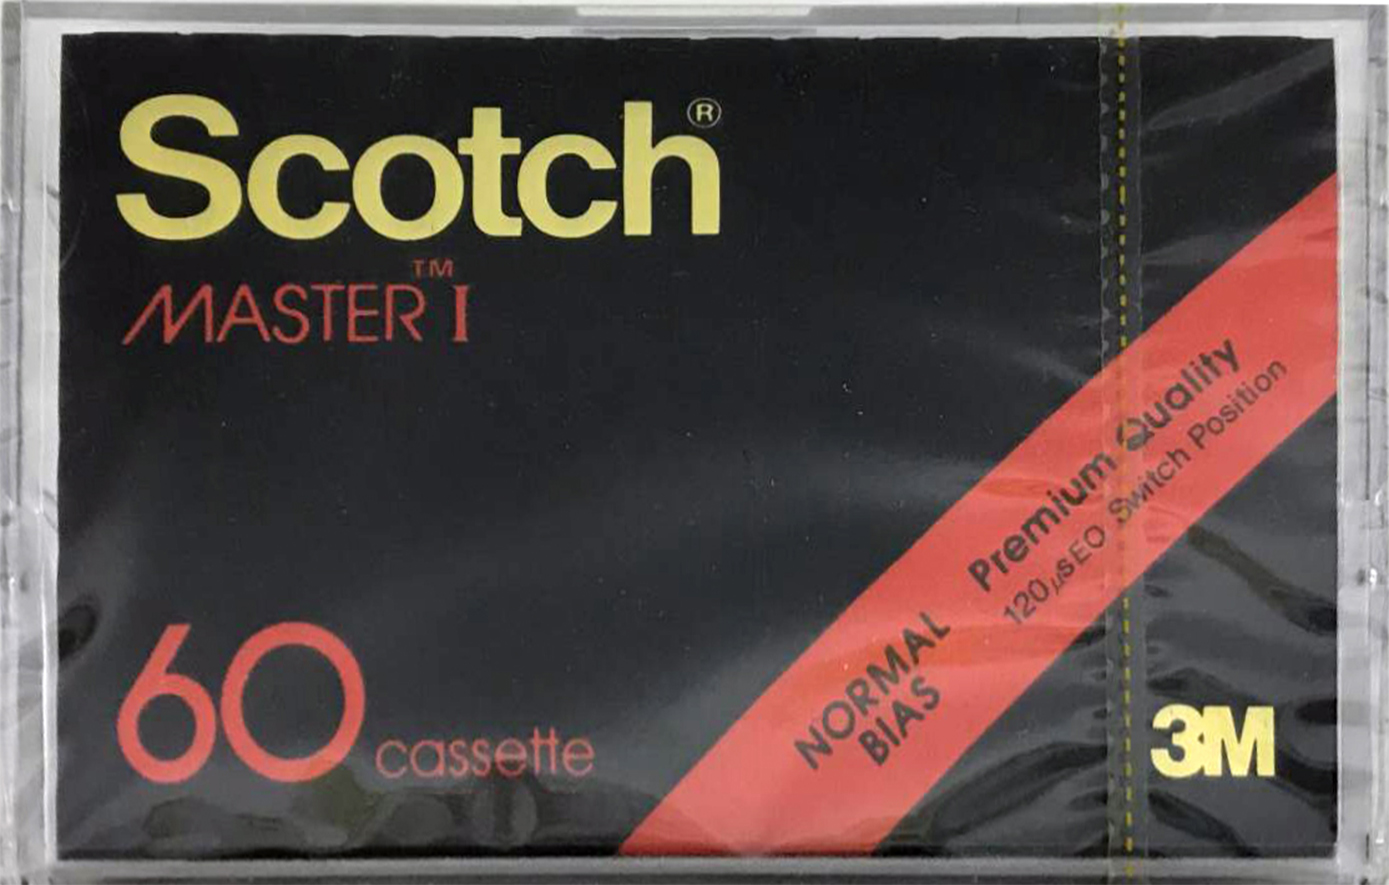 Scotch®
MASTER™ I
Premium Quality
120µsEQ Switch Position
NORMAL
BIAS
60 cassette
3M